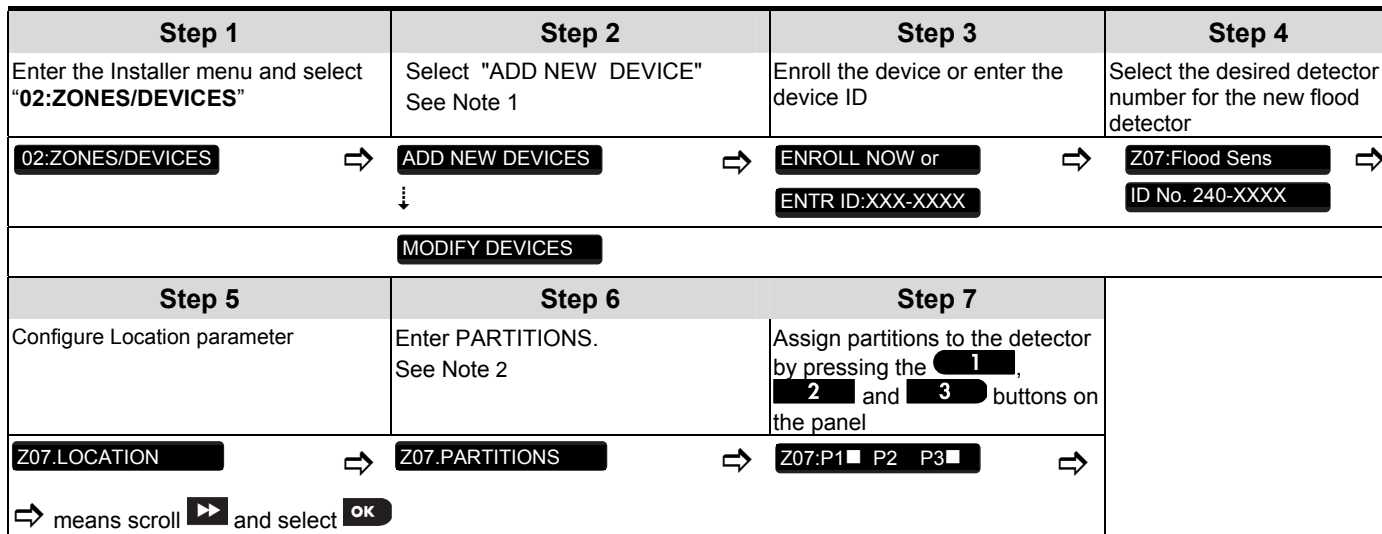 Step 1
Step 2
Step 3
Step 4
Enter the Installer menu and select
“02:ZONES/DEVICES”
Select "ADD NEW DEVICE"
See Note 1
Enroll the device or enter the
device ID
Select the desired detector
number for the new flood
detector
02:ZONES/DEVICES
⇨
ADD NEW DEVICES
⇨
ENROLL NOW or
⇨
Z07:Flood Sens
⇨
ENTR ID:XXX-XXXX
ID No. 240-XXXX
MODIFY DEVICES
Step 5
Step 6
Step 7
Configure Location parameter
Enter PARTITIONS.
See Note 2
Assign partitions to the detector
by pressing the 1 ,
2 and 3 buttons on
the panel
Z07.LOCATION
⇨
Z07.PARTITIONS
⇨
Z07:P1■ P2 P3■
⇨
⇨ means scroll ▶▶ and select OK